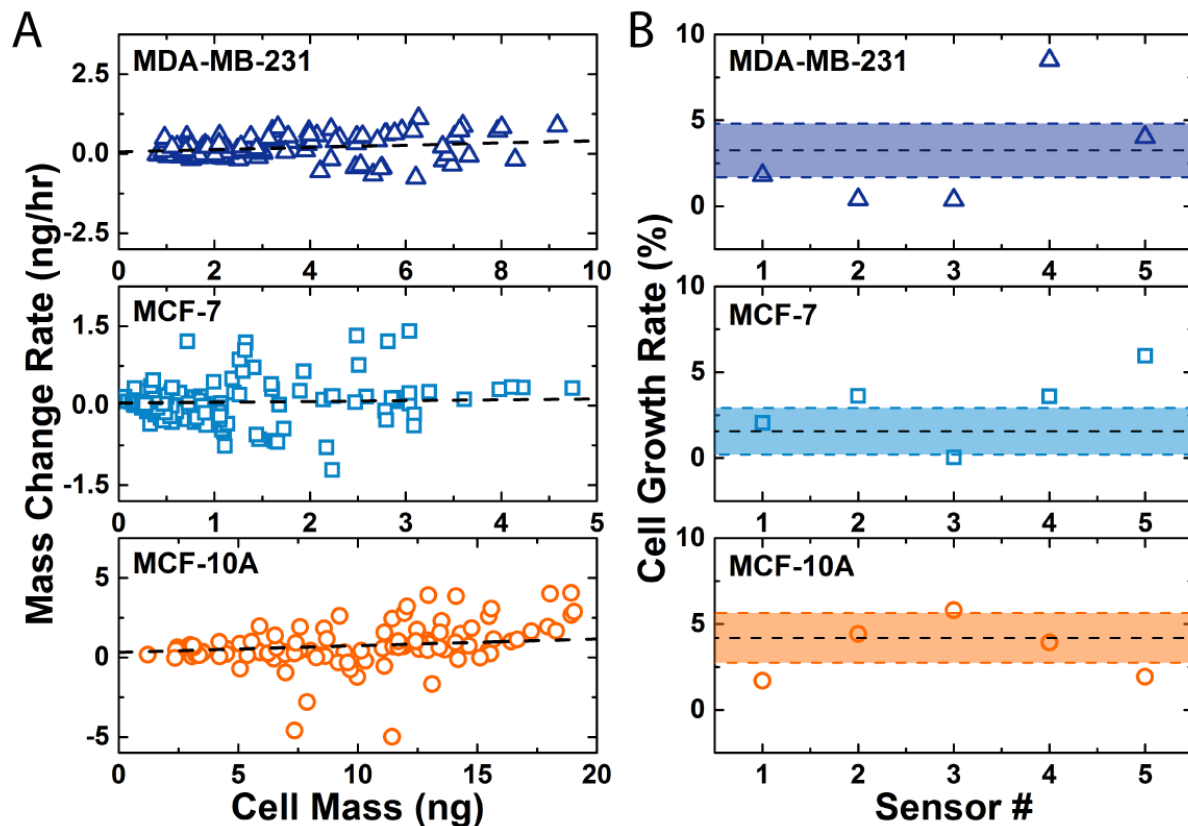 A
B
Mass Change Rate (ng/hr)
MDA-MB-231
2.5
0.0
-2.5
0 2 4 6 8 10
MCF-7
1.5
0.0
-1.5
0 1 2 3 4 5
MCF-10A
5
0
-5
0 5 10 15 20
Cell Mass (ng)
Cell Growth Rate (%)
MDA-MB-231
10
5
0
1 2 3 4 5
MCF-7
10
5
0
1 2 3 4 5
MCF-10A
10
5
0
1 2 3 4 5
Sensor #